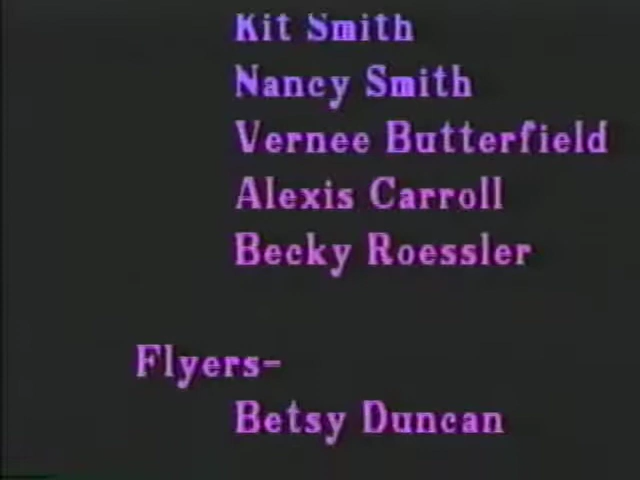 Kit Smith
Nancy Smith
Vernee Butterfield
Alexis Carroll
Becky Roessler
Flyers-
Betsy Duncan